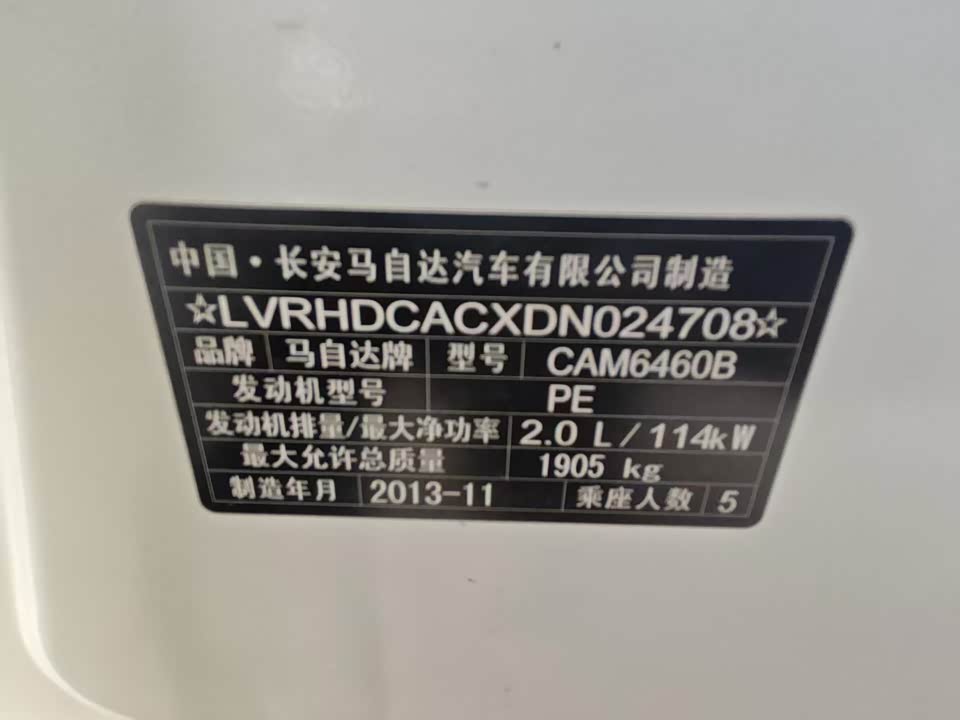 中国·长安马自达汽车有限公司制造
☆LVRHDCACXDN024708☆
品牌 马自达牌 型号 CAM6460B
发动机型号 PE
发动机排量/最大净功率 2.0 L/114kW
最大允许总质量 1905 kg
制造年月 2013-11 乘座人数 5